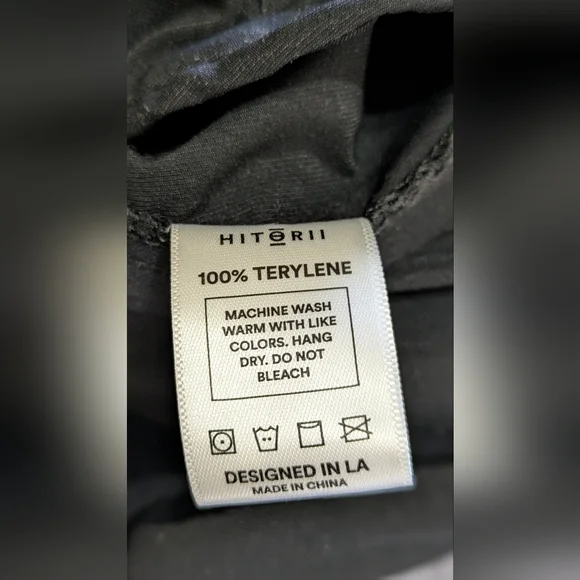 HITORII
100% TERYLENE
MACHINE WASH
WARM WITH LIKE
COLORS. HANG
DRY. DO NOT
BLEACH
DESIGNED IN LA
MADE IN CHINA